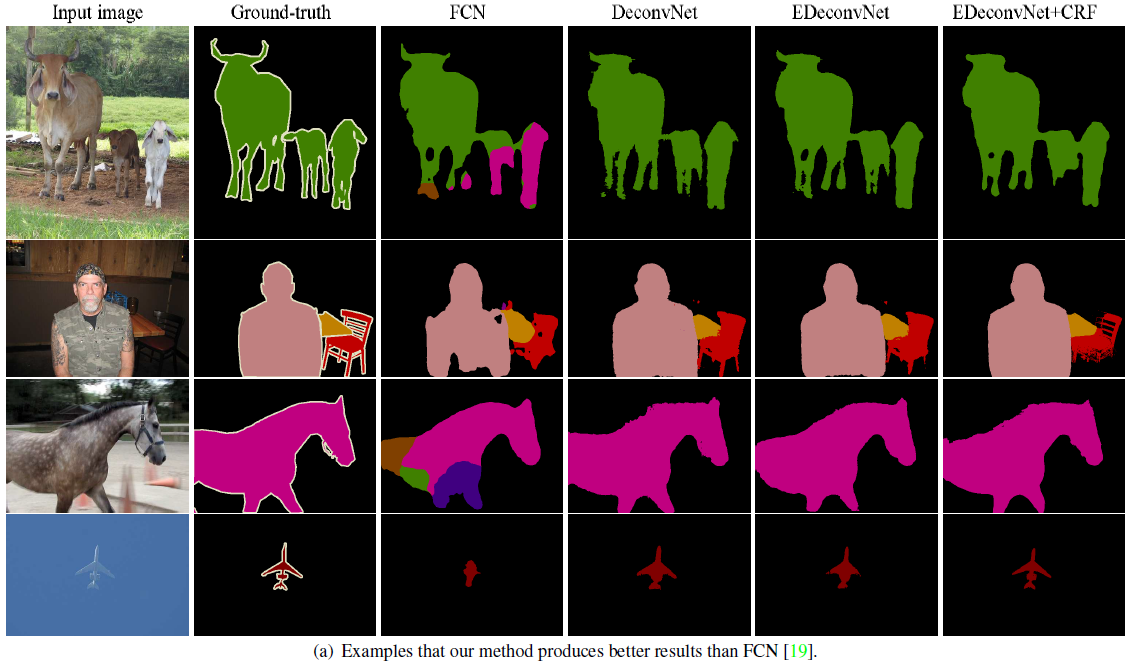 Input image Ground-truth FCN DeconvNet EDeconvNet EDeconvNet+CRF
(a) Examples that our method produces better results than FCN [19].